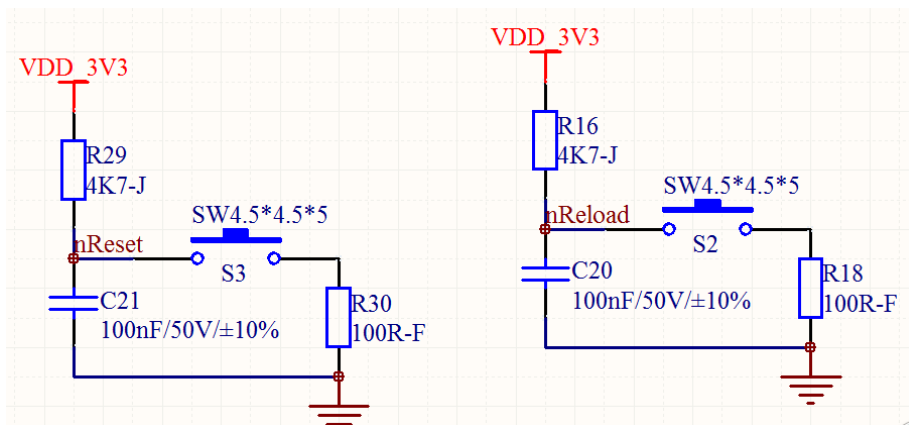 VDD_3V3
R29
4K7-J
nReset
SW4.5*4.5*5
S3
C21
100nF/50V/±10%
R30
100R-F
VDD_3V3
R16
4K7-J
nReload
SW4.5*4.5*5
S2
C20
100nF/50V/±10%
R18
100R-F